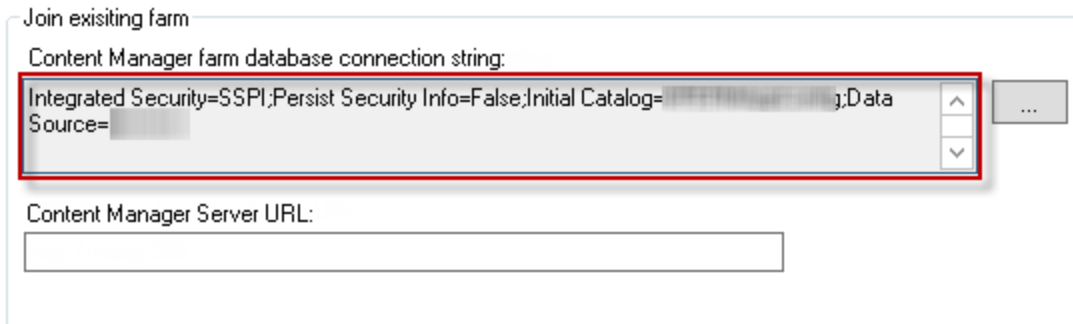 Join exisiting farm
Content Manager farm database connection string:
Integrated Security=SSPI;Persist Security Info=False;Initial Catalog= ;Data
Source=
...
Content Manager Server URL: